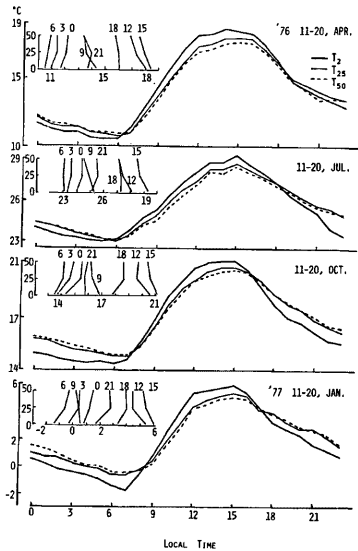 °C
19
15
10
'76 11-20, APR.
T2
T25
T50
6 3 0 18 12 15
9 21
50
25
0
11 15 18
29
26
23
11-20, JUL.
6 3 0 9 21
18 12
50
25
0
23 26 19
21
17
14
11-20, OCT.
6 3 0 21 18 12 15
9
50
25
0
14 17 21
6
2
0
-2
'77 11-20, JAN.
6 9 3 0 21 18 12 15
50
25
0
-2 0 2 4 6
0 3 6 9 12 15 18 21
LOCAL TIME